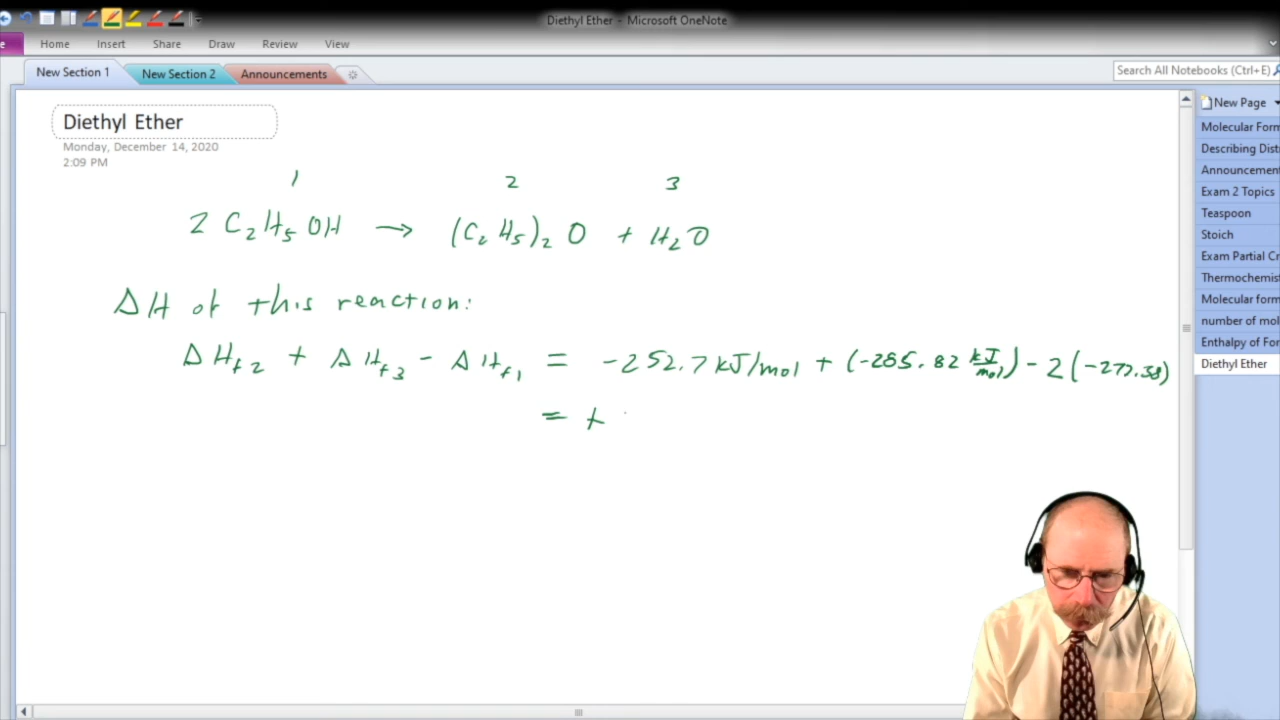 Diethyl Ether - Microsoft OneNote
Home Insert Share Draw Review View
New Section 1 New Section 2 Announcements
Search All Notebooks (Ctrl+E)
New Page
Diethyl Ether
Monday, December 14, 2020
2:09 PM
1 2 3
2 C₂H₅OH → (C₂H₅)₂O + H₂O
ΔH of this reaction:
ΔHf2 + ΔHf3 - ΔHf1 = -252.7 kJ/mol + (-285.82 kJ/mol) - 2(-277.38)
= +
Molecular Form
Describing Dist
Announcement
Exam 2 Topics
Teaspoon
Stoich
Exam Partial Cr
Thermochemist
Molecular form
number of mol
Enthalpy of For
Diethyl Ether